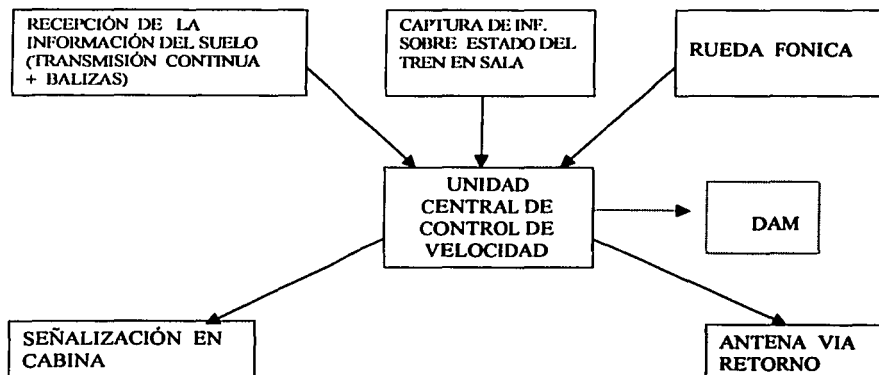 RECEPCIÓN DE LA
INFORMACIÓN DEL SUELO
(TRANSMISIÓN CONTINUA
+ BALIZAS)
CAPTURA DE INF.
SOBRE ESTADO DEL
TREN EN SALA
RUEDA FONICA
UNIDAD
CENTRAL DE
CONTROL DE
VELOCIDAD
DAM
SEÑALIZACIÓN EN
CABINA
ANTENA VIA
RETORNO